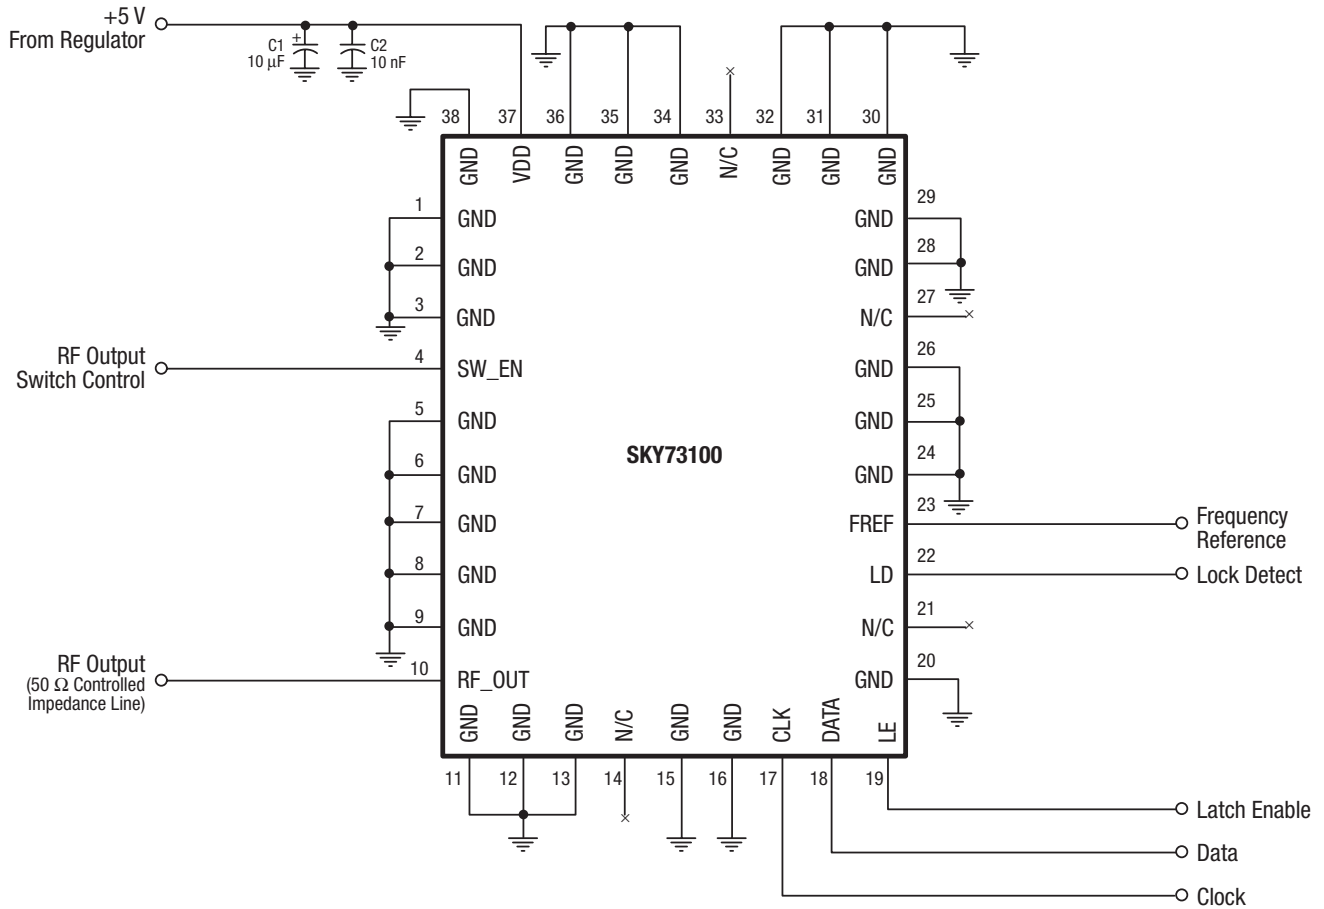 +5 V
From Regulator
+
C1
10 µF
C2
10 nF
38
37
36
35
34
33
32
31
30
GND
VDD
GND
GND
GND
N/C
GND
GND
GND
1
GND
2
GND
3
GND
RF Output
Switch Control
4
SW_EN
5
GND
6
GND
7
GND
8
GND
9
GND
RF Output
(50 Ω Controlled
Impedance Line)
10
RF_OUT
SKY73100
29
GND
28
GND
27
N/C
26
GND
25
GND
24
GND
23
FREF
Frequency
Reference
22
LD
Lock Detect
21
N/C
20
GND
GND
GND
GND
N/C
GND
GND
CLK
DATA
LE
11
12
13
14
15
16
17
18
19
Latch Enable
Data
Clock